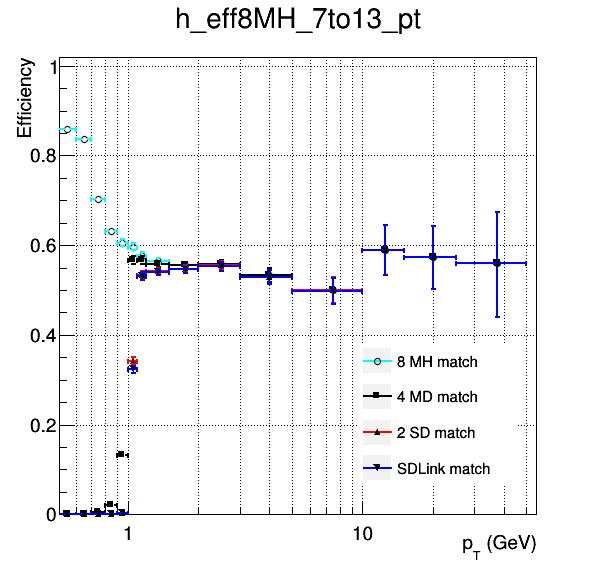 h_eff8MH_7to13_pt
Efficiency
1
0.8
0.6
0.4
0.2
0
8 MH match
4 MD match
2 SD match
SDLink match
1
10
p_T (GeV)